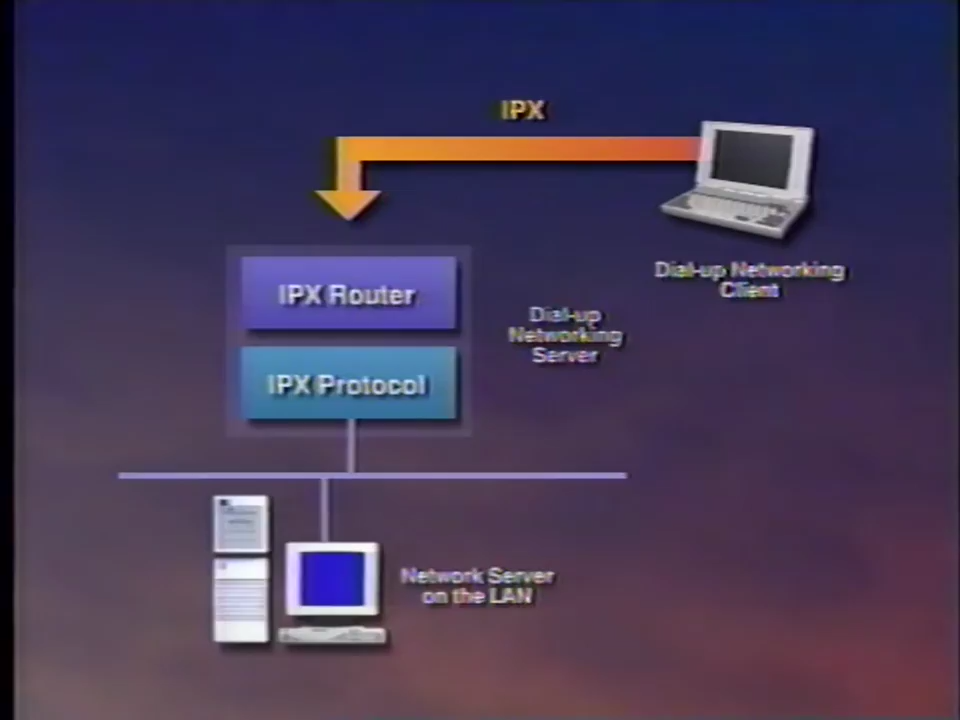 IPX
Dial-up Networking
Client
IPX Router
Dial-up
Networking
Server
IPX Protocol
Network Server
on the LAN